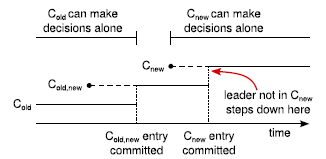 Cold can make
decisions alone
Cnew can make
decisions alone
Cnew
Cold,new
leader not in Cnew
steps down here
Cold
time
Cold,new entry
committed
Cnew entry
committed